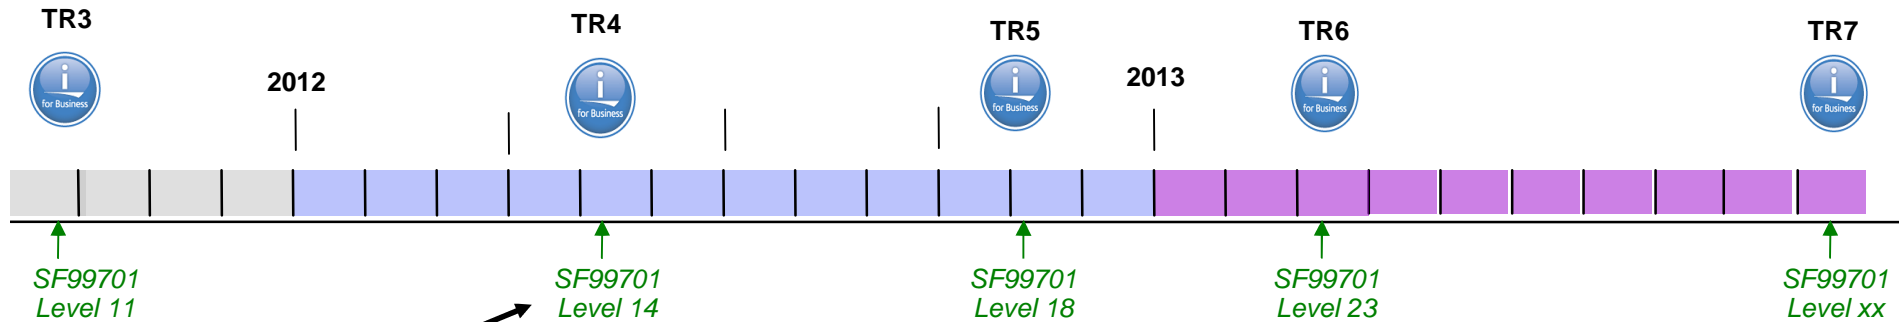 TR3
TR4
TR5
TR6
TR7
2012
2013
i
for Business
i
for Business
i
for Business
i
for Business
i
for Business
SF99701
Level 11
SF99701
Level 14
SF99701
Level 18
SF99701
Level 23
SF99701
Level xx